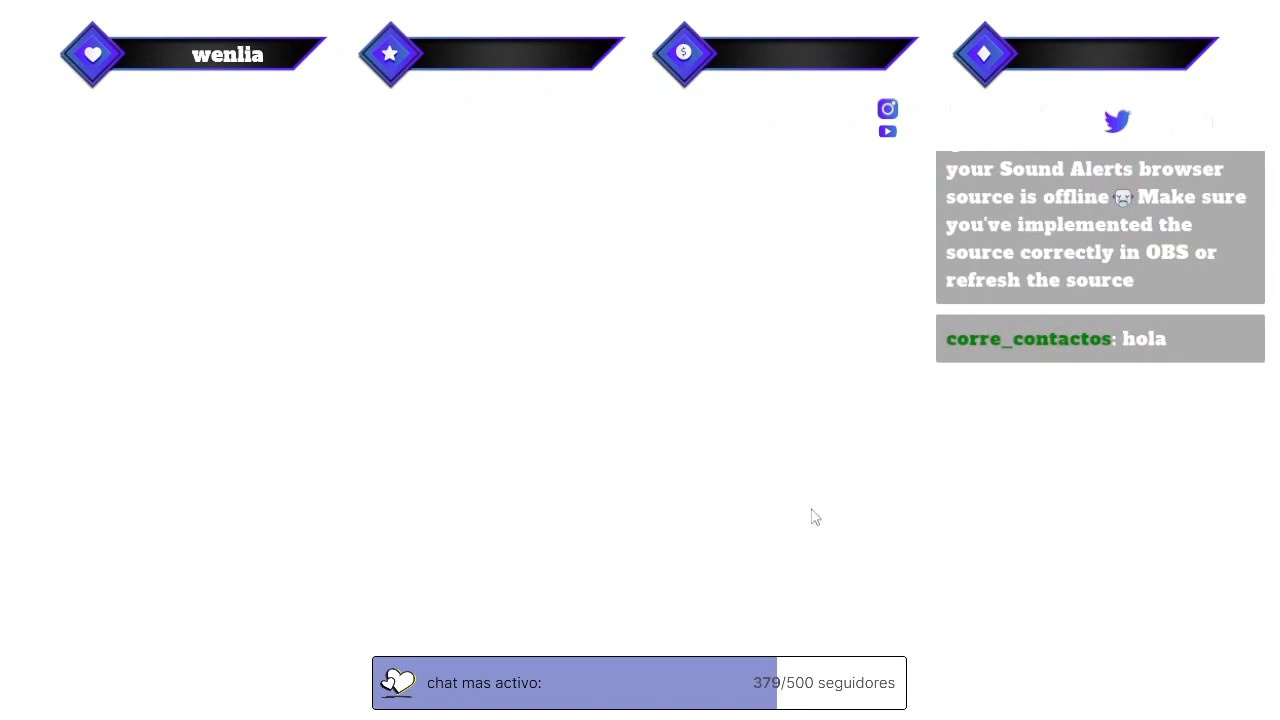 wenlia
your Sound Alerts browser
source is offline Make sure
you've implemented the
source correctly in OBS or
refresh the source
corre_contactos: hola
chat mas activo: 379/500 seguidores